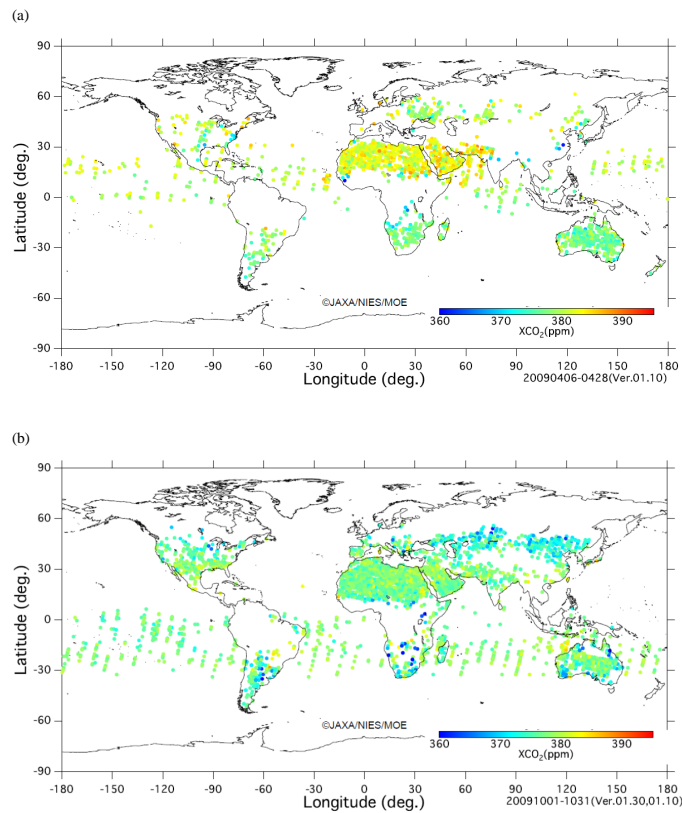 (a)
90
60
30
0
-30
-60
-90
Latitude (deg.)
©JAXA/NIES/MOE
360 370 380 390
XCO₂(ppm)
-180 -150 -120 -90 -60 -30 0 30 60 90 120 150 180
Longitude (deg.)
20090406-0428(Ver.01.10)
(b)
90
60
30
0
-30
-60
-90
Latitude (deg.)
©JAXA/NIES/MOE
360 370 380 390
XCO₂(ppm)
-180 -150 -120 -90 -60 -30 0 30 60 90 120 150 180
Longitude (deg.)
20091001-1031(Ver.01.30,01.10)